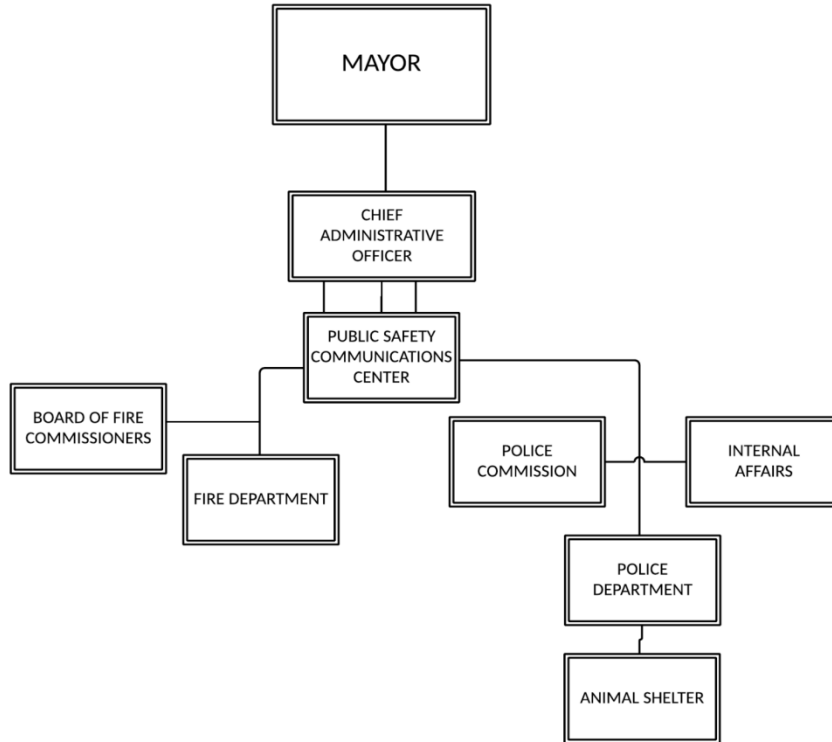 MAYOR
CHIEF
ADMINISTRATIVE
OFFICER
PUBLIC SAFETY
COMMUNICATIONS
CENTER
BOARD OF FIRE
COMMISSIONERS
FIRE DEPARTMENT
POLICE
COMMISSION
INTERNAL
AFFAIRS
POLICE
DEPARTMENT
ANIMAL SHELTER